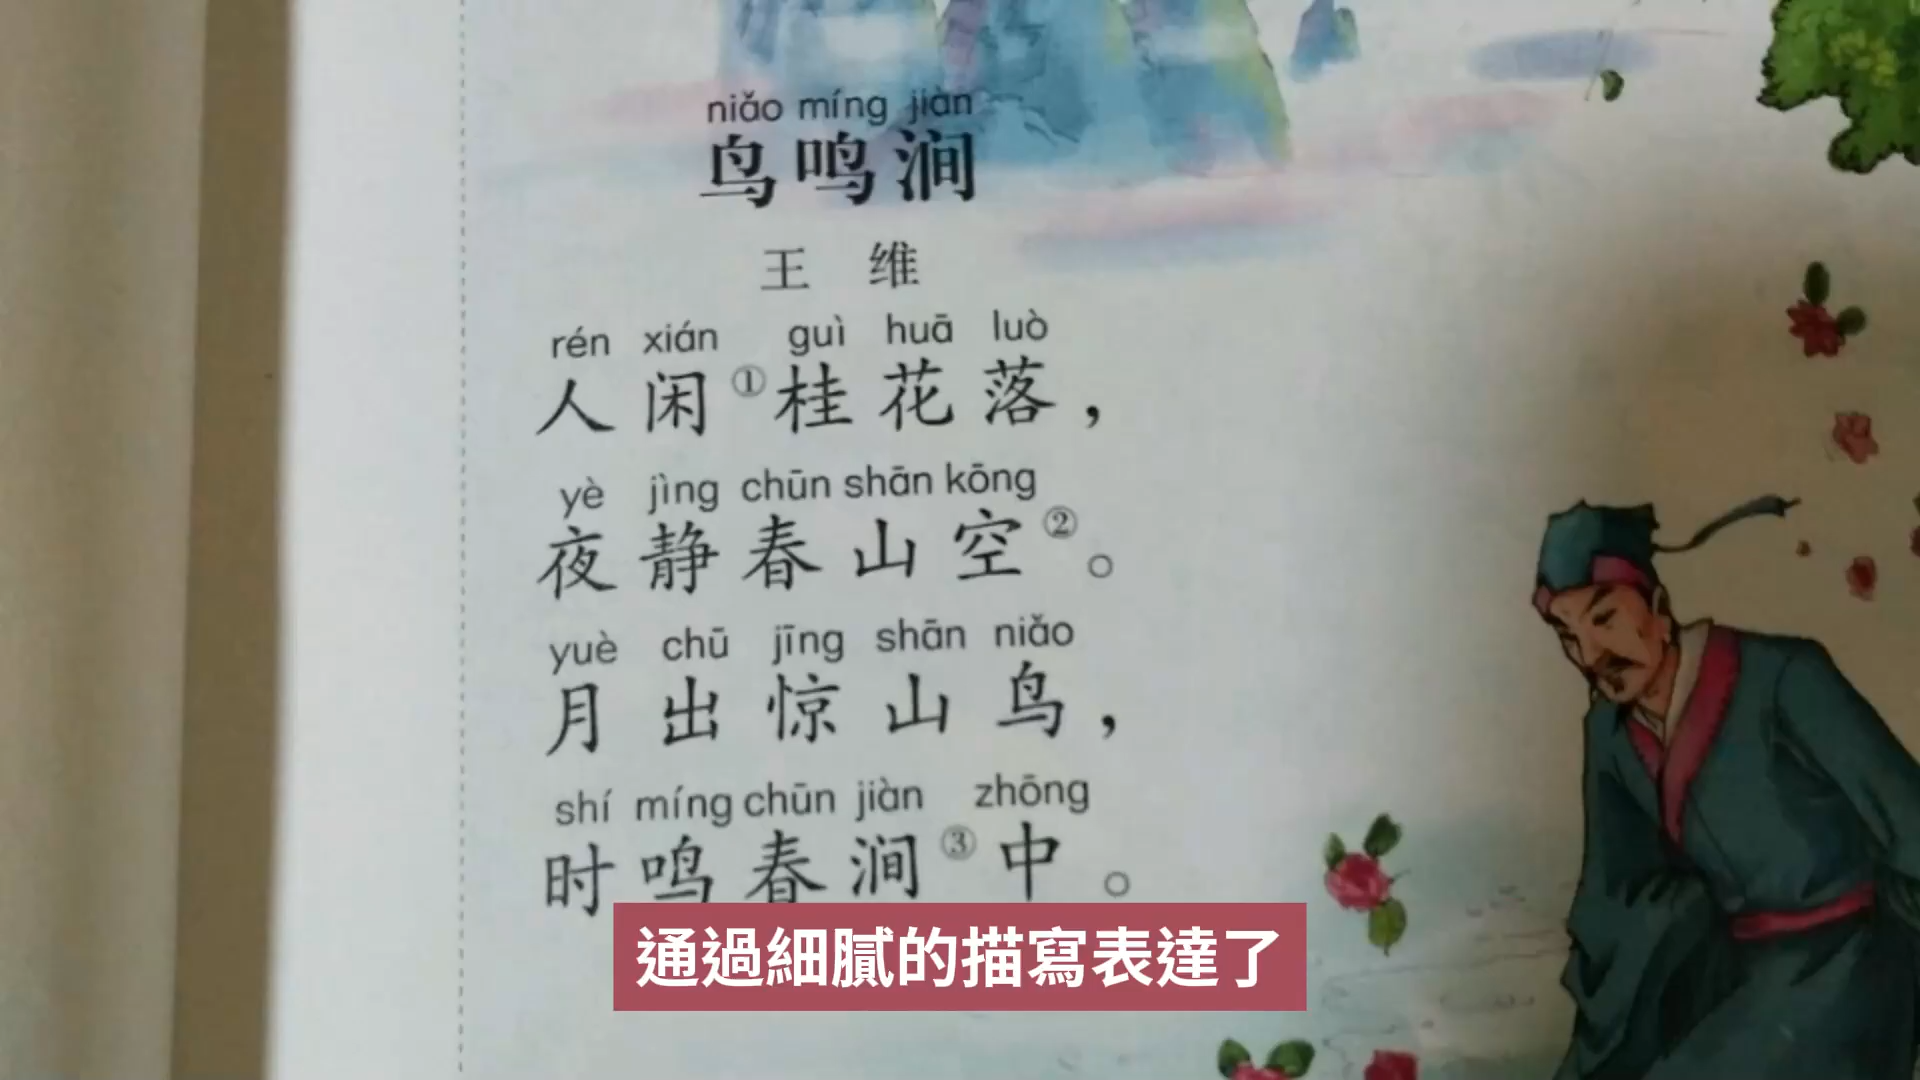 niǎo míng jiàn
鸟鸣涧
王 维
rén xián guì huā luò
人闲①桂花落，
yè jìng chūn shān kōng
夜静春山空②。
yuè chū jīng shān niǎo
月出惊山鸟，
shí míng chūn jiàn zhōng
时鸣春涧③中。
通過細膩的描寫表達了